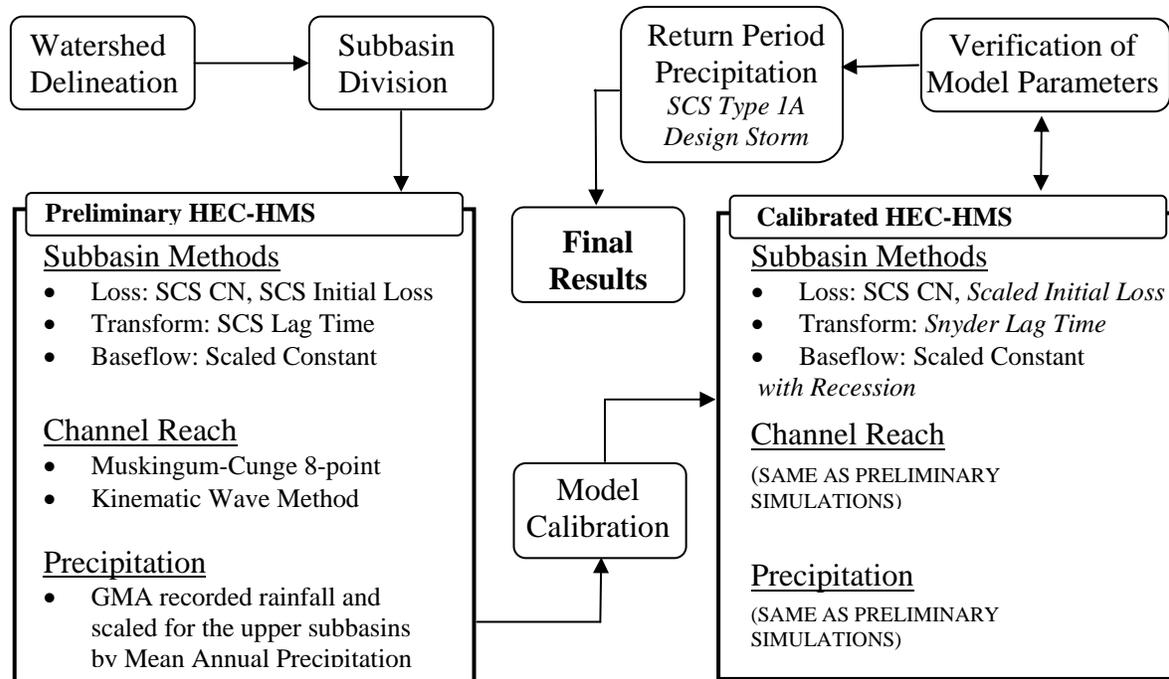 Watershed
Delineation
Subbasin
Division
Return Period
Precipitation
SCS Type 1A
Design Storm
Verification of
Model Parameters
Preliminary HEC-HMS
Subbasin Methods
• Loss: SCS CN, SCS Initial Loss
• Transform: SCS Lag Time
• Baseflow: Scaled Constant
Channel Reach
• Muskingum-Cunge 8-point
• Kinematic Wave Method
Precipitation
• GMA recorded rainfall and
scaled for the upper subbasins
by Mean Annual Precipitation
Final
Results
Model
Calibration
Calibrated HEC-HMS
Subbasin Methods
• Loss: SCS CN, Scaled Initial Loss
• Transform: Snyder Lag Time
• Baseflow: Scaled Constant
with Recession
Channel Reach
(SAME AS PRELIMINARY
SIMULATIONS)
Precipitation
(SAME AS PRELIMINARY
SIMULATIONS)